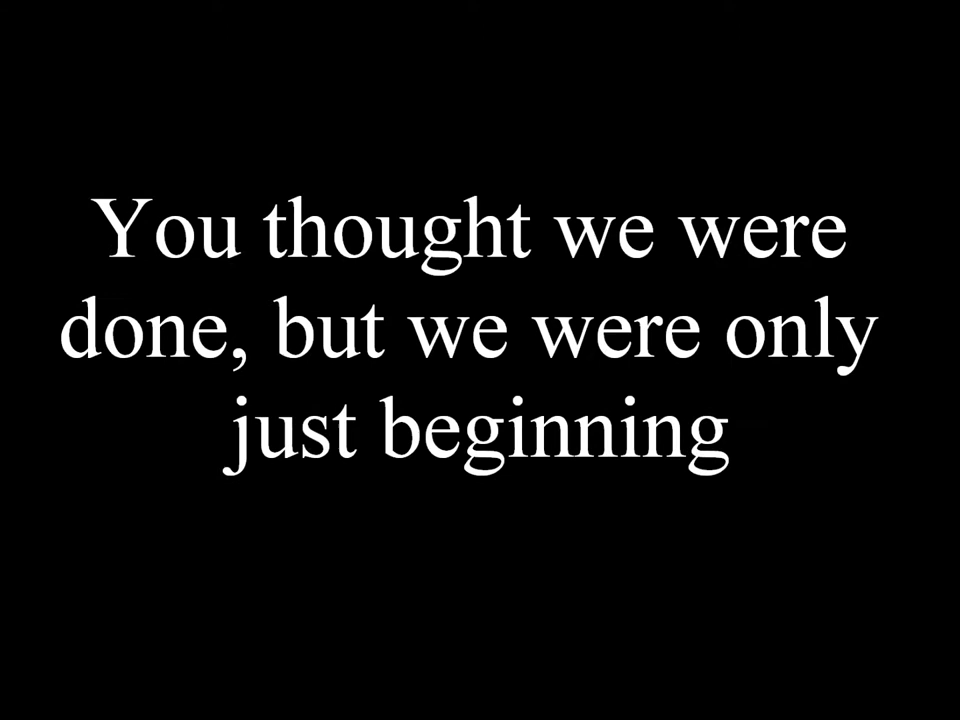 You thought we were
done, but we were only
just beginning